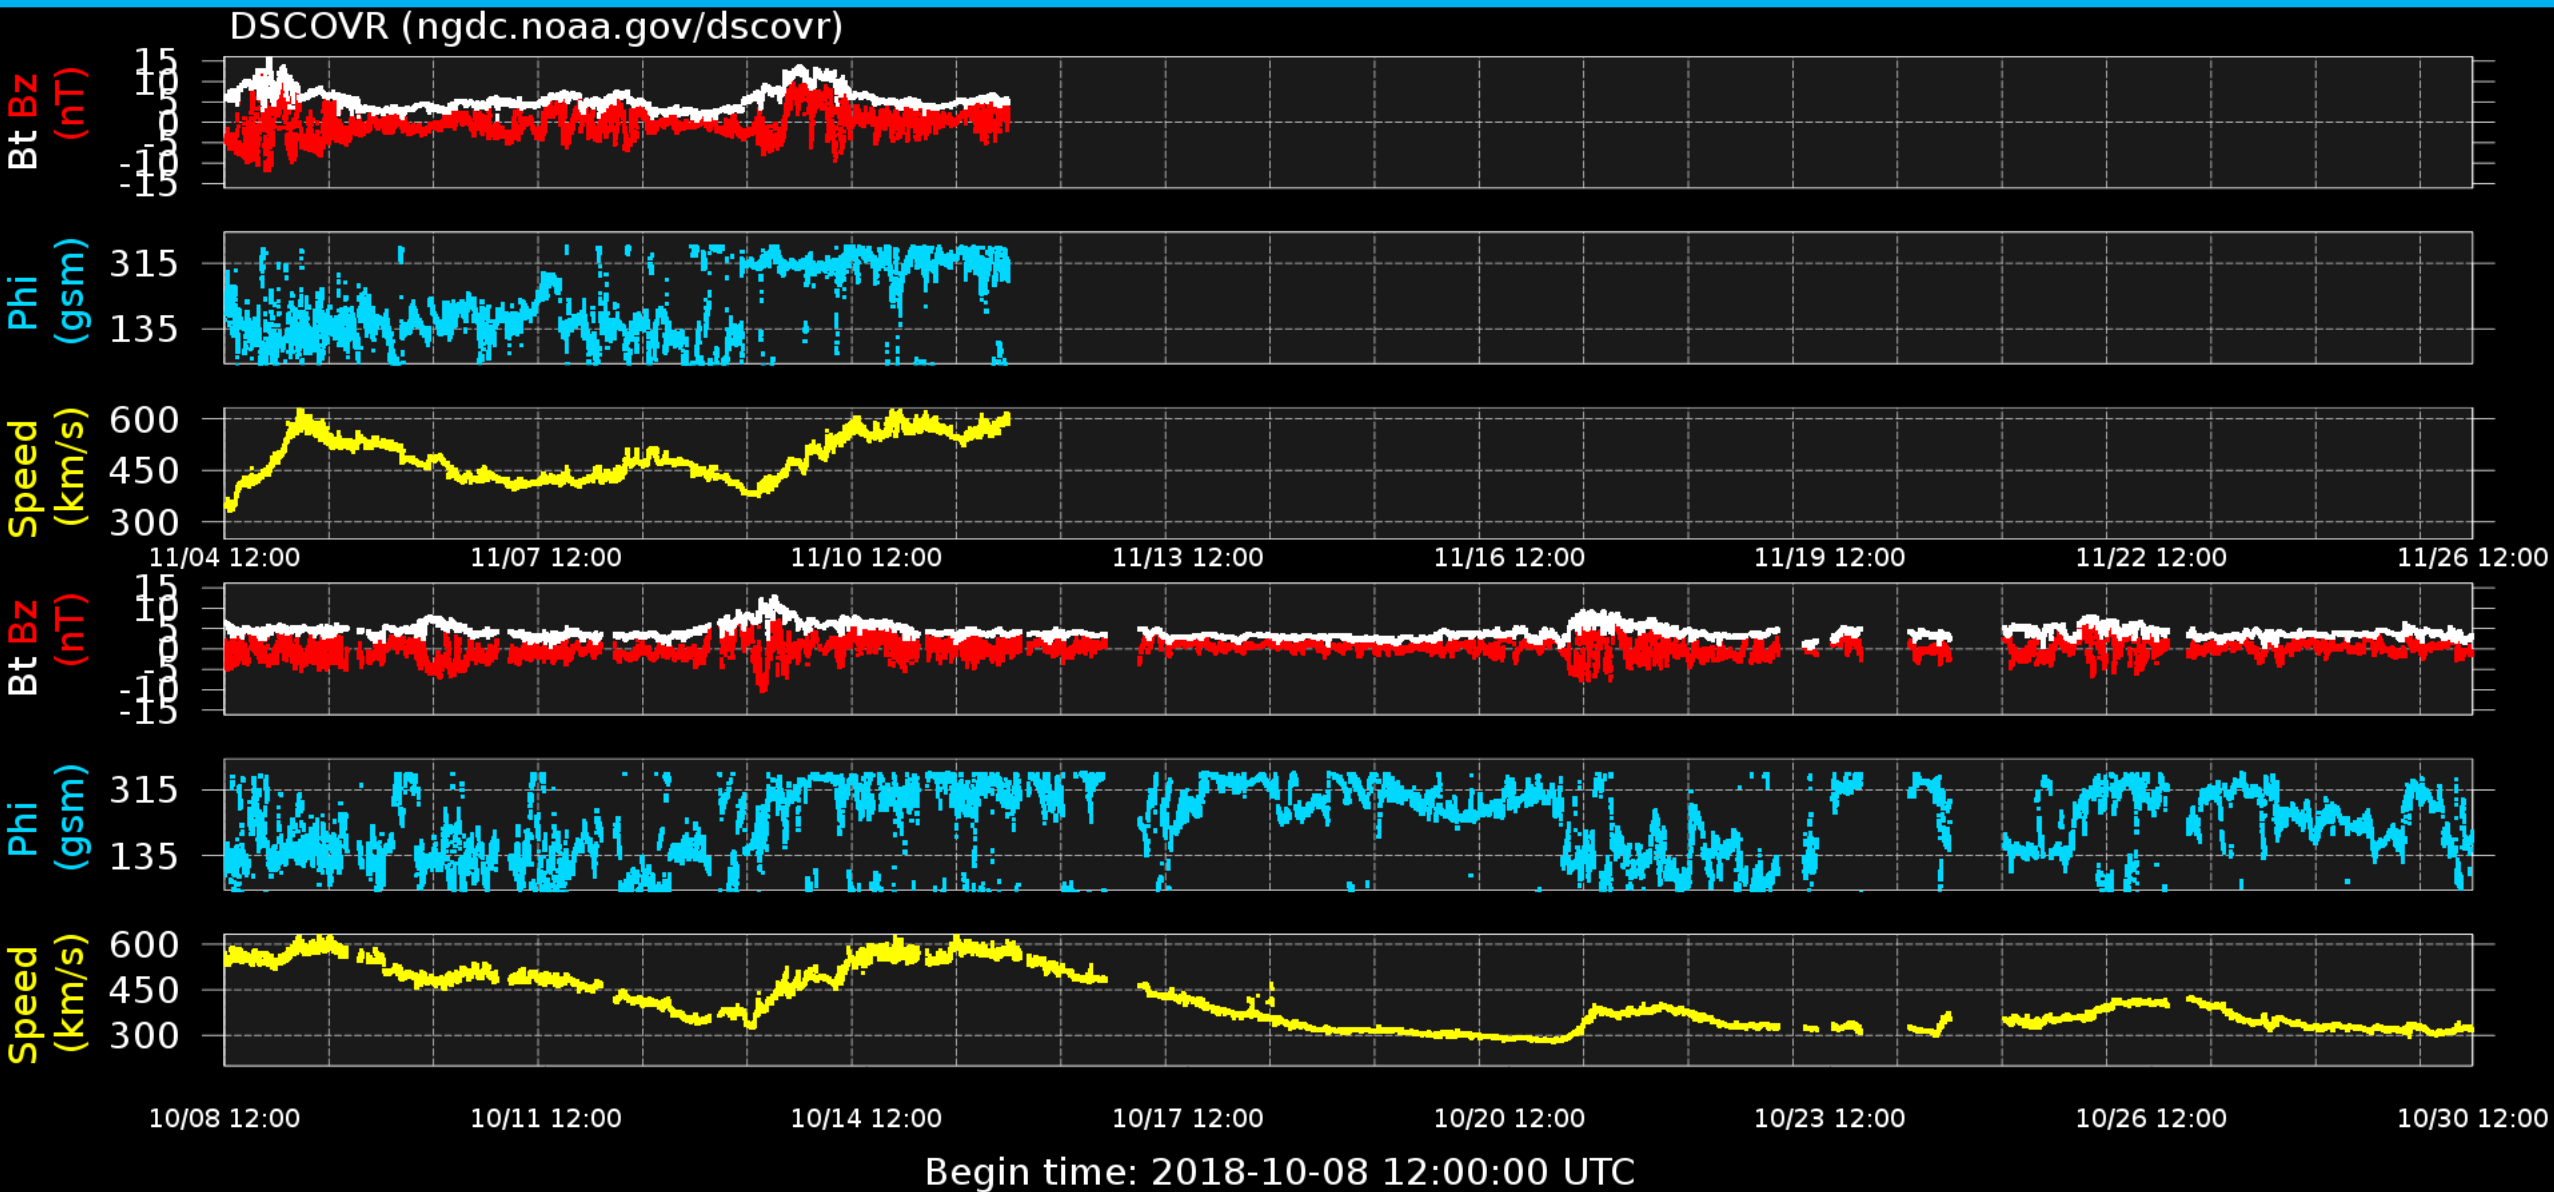 DSCOVR (ngdc.noaa.gov/dscovr)
Bt Bz
(nT)
15
10
5
0
-5
-10
-15
Phi
(gsm)
315
135
Speed
(km/s)
600
450
300
11/04 12:00 11/07 12:00 11/10 12:00 11/13 12:00 11/16 12:00 11/19 12:00 11/22 12:00 11/26 12:00
Bt Bz
(nT)
15
10
5
0
-5
-10
-15
Phi
(gsm)
315
135
Speed
(km/s)
600
450
300
10/08 12:00 10/11 12:00 10/14 12:00 10/17 12:00 10/20 12:00 10/23 12:00 10/26 12:00 10/30 12:00
Begin time: 2018-10-08 12:00:00 UTC